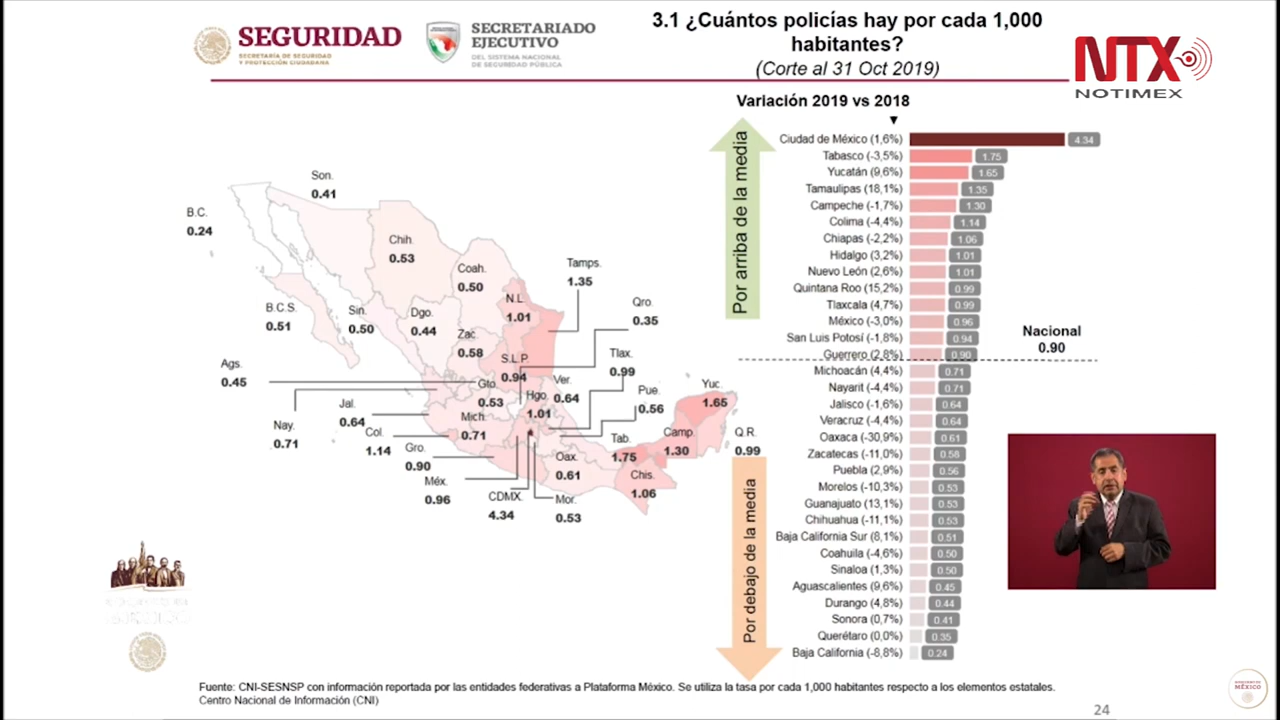 SEGURIDAD
SECRETARÍA DE SEGURIDAD
Y PROTECCIÓN CIUDADANA
SECRETARIADO
EJECUTIVO
DEL SISTEMA NACIONAL
DE SEGURIDAD PÚBLICA
3.1 ¿Cuántos policías hay por cada 1,000
habitantes?
(Corte al 31 Oct 2019)
NTX
NOTIMEX
Variación 2019 vs 2018
Por arriba de la media
Ciudad de México (1,6%) 4.34
Tabasco (-3,5%) 1.75
Yucatán (9,6%) 1.65
Tamaulipas (18,1%) 1.35
Campeche (-1,7%) 1.30
Colima (-4,4%) 1.14
Chiapas (-2,2%) 1.06
Hidalgo (3,2%) 1.01
Nuevo León (2,6%) 1.01
Quintana Roo (15,2%) 0.99
Tlaxcala (4,7%) 0.99
México (-3,0%) 0.96
San Luis Potosí (-1,8%) 0.94
Guerrero (2,8%) 0.90
Nacional
0.90
Por debajo de la media
Michoacán (4,4%) 0.71
Nayarit (-4,4%) 0.71
Jalisco (-1,6%) 0.64
Veracruz (-4,4%) 0.64
Oaxaca (-30,9%) 0.61
Zacatecas (-11,0%) 0.58
Puebla (2,9%) 0.56
Morelos (-10,3%) 0.53
Guanajuato (13,1%) 0.53
Chihuahua (-11,1%) 0.53
Baja California Sur (8,1%) 0.51
Coahuila (-4,6%) 0.50
Sinaloa (1,3%) 0.50
Aguascalientes (9,6%) 0.45
Durango (4,8%) 0.44
Sonora (0,7%) 0.41
Querétaro (0,0%) 0.35
Baja California (-8,8%) 0.24
Son.
0.41
B.C.
0.24
Chih.
0.53
Coah.
0.50
Tamps.
1.35
N.L.
1.01
Qro.
0.35
B.C.S.
0.51
Sin.
0.50
Dgo.
0.44
Zac.
0.58
S.L.P.
0.94
Tlax.
0.99
Ags.
0.45
Gto.
0.53
Ver.
0.64
Hgo.
1.01
Pue.
0.56
Yuc.
1.65
Jal.
0.64
Mich.
0.71
Nay.
0.71
Col.
1.14
Tab.
1.75
Camp.
1.30
Q.R.
0.99
Gro.
0.90
Oax.
0.61
Chis.
1.06
Méx.
0.96
CDMX.
4.34
Mor.
0.53
Fuente: CNI-SESNSP con información reportada por las entidades federativas a Plataforma México. Se utiliza la tasa por cada 1,000 habitantes respecto a los elementos estatales.
Centro Nacional de Información (CNI)
24
GOBIERNO DE
MÉXICO